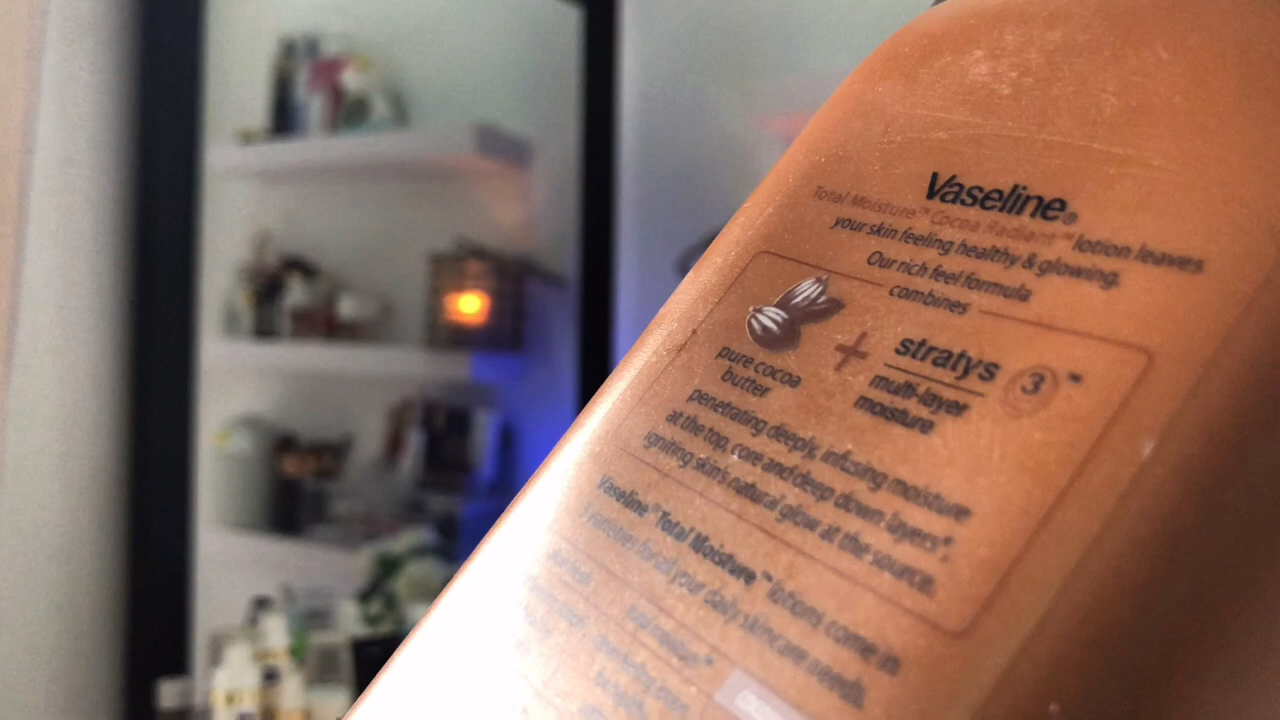 Vaseline®
Total Moisture™ Cocoa Radiant™ lotion leaves
your skin feeling healthy & glowing.
Our rich feel formula
combines
pure cocoa
butter
+
stratys 3™
multi-layer
moisture
penetrating deeply, infusing moisture
at the top, core and deep down layers*,
igniting skin's natural glow at the source.
Vaseline® Total Moisture™ lotions come in
varieties for all your daily skincare needs.